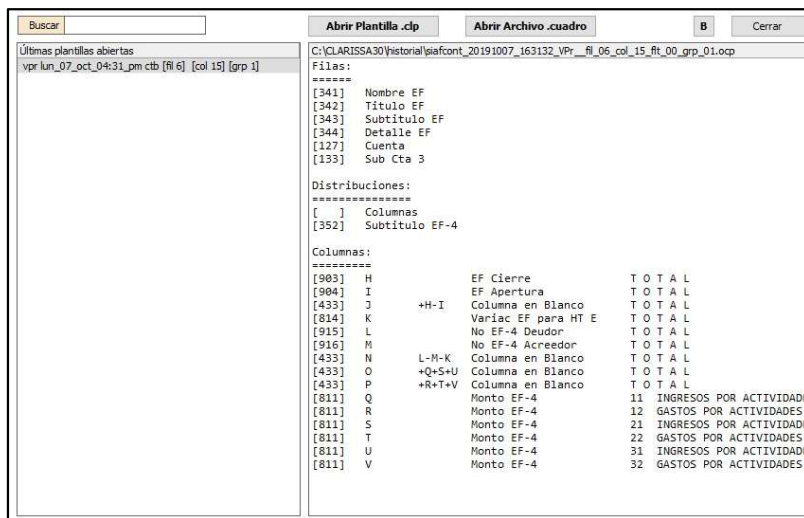 Buscar
Abrir Plantilla .clp Abrir Archivo .cuadro B Cerrar
Últimas plantillas abiertas
vpr lun_07_oct_04:31_pm ctb [fil 6] [col 15] [grp 1]
C:\CLARISSA30\historial\siafcont_20191007_163132_VPr__fil_06_col_15_flt_00_grp_01.ocp
Filas:
======
[341] Nombre EF
[342] Titulo EF
[343] Subtitulo EF
[344] Detalle EF
[127] Cuenta
[133] Sub Cta 3
Distribuciones:
===============
[ ] Columnas
[352] Subtitulo EF-4
Columnas:
=========
[903] H EF Cierre T O T A L
[904] I EF Apertura T O T A L
[433] J +H-I Columna en Blanco T O T A L
[814] K Variac EF para HT E T O T A L
[915] L No EF-4 Deudor T O T A L
[916] M No EF-4 Acreedor T O T A L
[433] N L-M-K Columna en Blanco T O T A L
[433] O +Q+S+U Columna en Blanco T O T A L
[433] P +R+T+V Columna en Blanco T O T A L
[811] Q Monto EF-4 11 INGRESOS POR ACTIVIDADE
[811] R Monto EF-4 12 GASTOS POR ACTIVIDADES
[811] S Monto EF-4 21 INGRESOS POR ACTIVIDADE
[811] T Monto EF-4 22 GASTOS POR ACTIVIDADES
[811] U Monto EF-4 31 INGRESOS POR ACTIVIDADE
[811] V Monto EF-4 32 GASTOS POR ACTIVIDADES